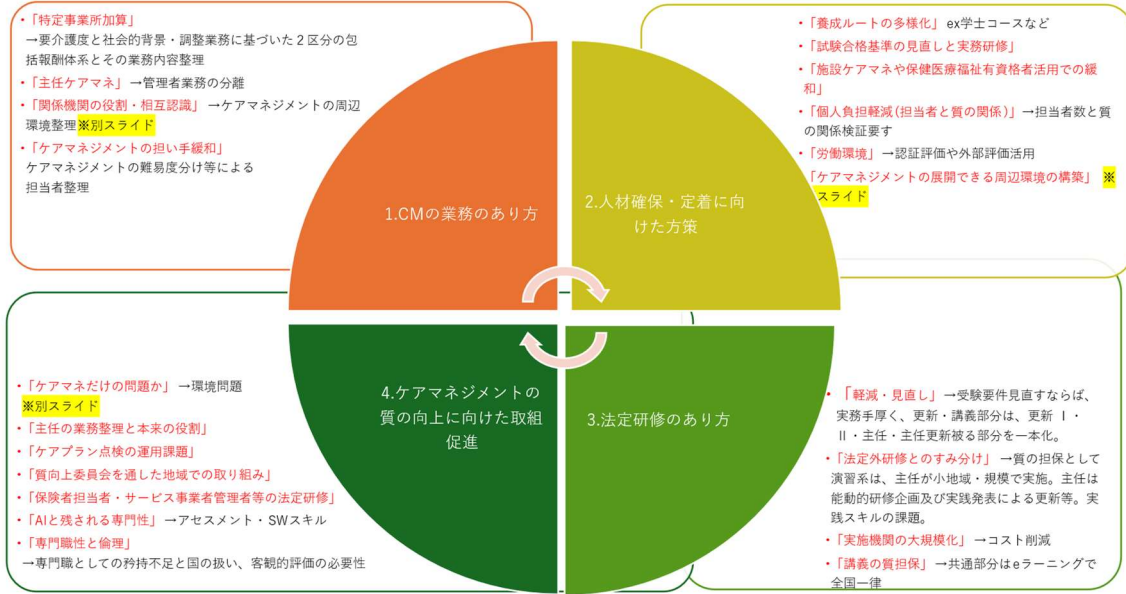 ・「特定事業所加算」
→要介護度と社会的背景・調整業務に基づいた２区分の包
括報酬体系とその業務内容整理
・「主任ケアマネ」→管理者業務の分離
・「関係機関の役割・相互認識」→ケアマネジメントの周辺
環境整理※別スライド
・「ケアマネジメントの担い手緩和」
ケアマネジメントの難易度分け等による
担当者整理
1.CMの業務のあり方
・「養成ルートの多様化」ex学士コースなど
・「試験合格基準の見直しと実務研修」
・「施設ケアマネや保健医療福祉有資格者活用での緩
和」
・「個人負担軽減(担当者と質の関係)」→担当者数と質
の関係検証要す
・「労働環境」→認証評価や外部評価活用
「ケアマネジメントの展開できる周辺環境の構築」※
スライド
2.人材確保・定着に向
けた方策
・「軽減・見直し」→受験要件見直すならば、
実務手厚く、更新・講義部分は、更新 Ⅰ・
Ⅱ・主任・主任更新被る部分を一本化。
・「法定外研修とのすみ分け」→質の担保として
演習系は、主任が小地域・規模で実施。主任は
能動的研修企画及び実践発表による更新等。実
践スキルの課題。
・「実施機関の大規模化」→コスト削減
・「講義の質担保」→共通部分はeラーニングで
全国一律
3.法定研修のあり方
・「ケアマネだけの問題か」→環境問題
※別スライド
・「主任の業務整理と本来の役割」
・「ケアプラン点検の運用課題」
・「質向上委員会を通した地域での取り組み」
・「保険者担当者・サービス事業者管理者等の法定研修」
・「AIと残される専門性」→アセスメント・SWスキル
・「専門職性と倫理」
→専門職としての矜持不足と国の扱い、客観的評価の必要性
4.ケアマネジメントの
質の向上に向けた取組
促進